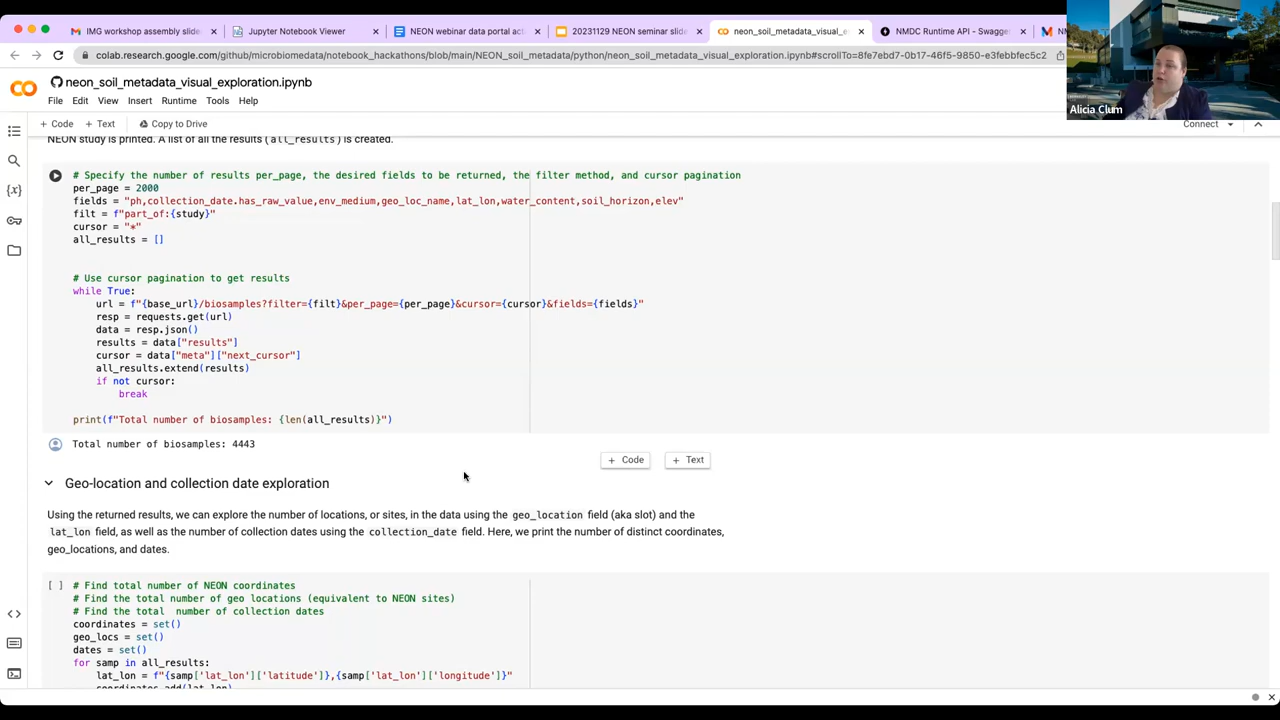 IMG workshop assembly slide
Jupyter Notebook Viewer
NEON webinar data portal acti
20231129 NEON seminar slide
neon_soil_metadata_visual_e
NMDC Runtime API - Swagge
colab.research.google.com/github/microbiomedata/notebook_hackathons/blob/main/NEON_soil_metadata/python/neon_soil_metadata_visual_exploration.ipynb#scrollTo=8fe7ebd7-0b17-46f5-9850-e3febbfec5c2
neon_soil_metadata_visual_exploration.ipynb
Alicia Clum
File Edit View Insert Runtime Tools Help
+ Code + Text Copy to Drive
Connect
NEON study is printed. A list of all the results (all_results) is created.
# Specify the number of results per_page, the desired fields to be returned, the filter method, and cursor pagination
per_page = 2000
fields = "ph,collection_date.has_raw_value,env_medium,geo_loc_name,lat_lon,water_content,soil_horizon,elev"
filt = f"part_of:{study}"
cursor = "*"
all_results = []
# Use cursor pagination to get results
while True:
url = f"{base_url}/biosamples?filter={filt}&per_page={per_page}&cursor={cursor}&fields={fields}"
resp = requests.get(url)
data = resp.json()
results = data["results"]
cursor = data["meta"]["next_cursor"]
all_results.extend(results)
if not cursor:
break
print(f"Total number of biosamples: {len(all_results)}")
Total number of biosamples: 4443
+ Code + Text
Geo-location and collection date exploration
Using the returned results, we can explore the number of locations, or sites, in the data using the geo_location field (aka slot) and the
lat_lon field, as well as the number of collection dates using the collection_date field. Here, we print the number of distinct coordinates,
geo_locations, and dates.
[ ] # Find total number of NEON coordinates
# Find the total number of geo locations (equivalent to NEON sites)
# Find the total number of collection dates
coordinates = set()
geo_locs = set()
dates = set()
for samp in all_results:
lat_lon = f"{samp['lat_lon']['latitude']},{samp['lat_lon']['longitude']}"
coordinates.add(lat_lon)